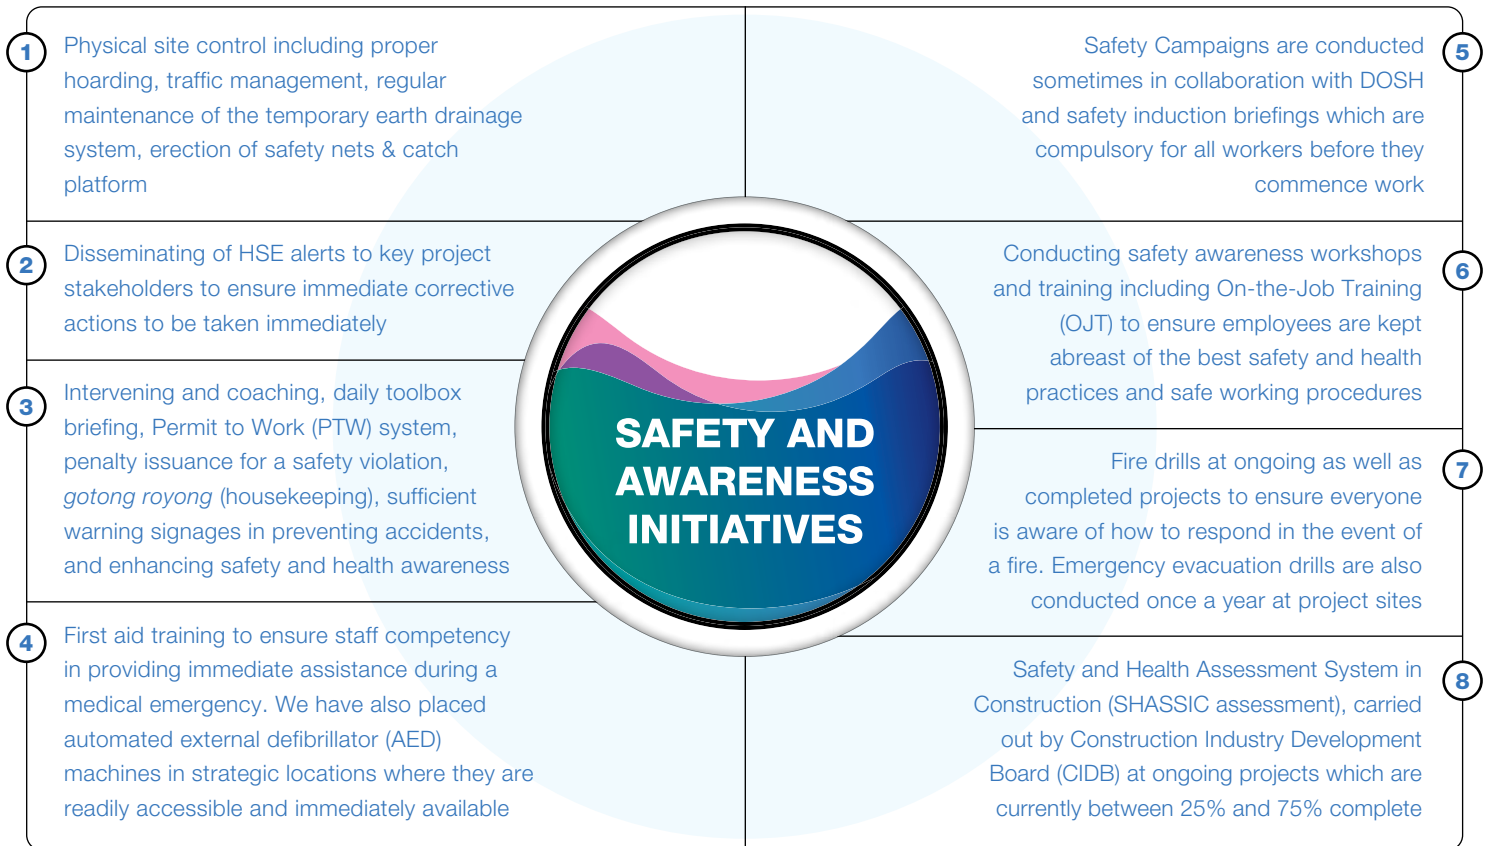 1
Physical site control including proper
hoarding, traffic management, regular
maintenance of the temporary earth drainage
system, erection of safety nets & catch
platform
2
Disseminating of HSE alerts to key project
stakeholders to ensure immediate corrective
actions to be taken immediately
3
Intervening and coaching, daily toolbox
briefing, Permit to Work (PTW) system,
penalty issuance for a safety violation,
gotong royong (housekeeping), sufficient
warning signages in preventing accidents,
and enhancing safety and health awareness
4
First aid training to ensure staff competency
in providing immediate assistance during a
medical emergency. We have also placed
automated external defibrillator (AED)
machines in strategic locations where they are
readily accessible and immediately available
SAFETY AND
AWARENESS
INITIATIVES
5
Safety Campaigns are conducted
sometimes in collaboration with DOSH
and safety induction briefings which are
compulsory for all workers before they
commence work
6
Conducting safety awareness workshops
and training including On-the-Job Training
(OJT) to ensure employees are kept
abreast of the best safety and health
practices and safe working procedures
7
Fire drills at ongoing as well as
completed projects to ensure everyone
is aware of how to respond in the event of
a fire. Emergency evacuation drills are also
conducted once a year at project sites
8
Safety and Health Assessment System in
Construction (SHASSIC assessment), carried
out by Construction Industry Development
Board (CIDB) at ongoing projects which are
currently between 25% and 75% complete